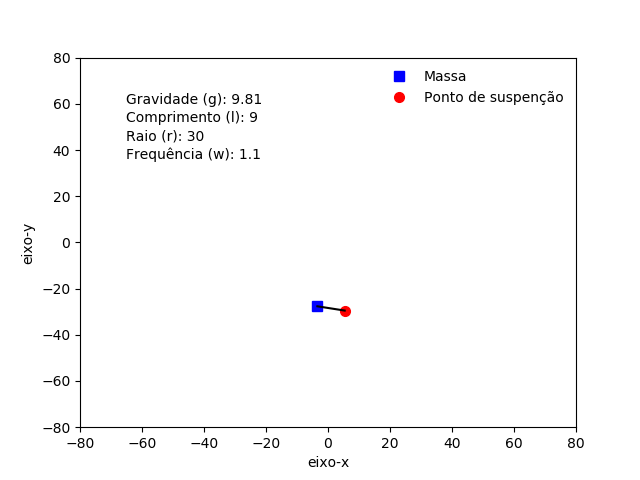 Massa
Ponto de suspenção
Gravidade (g): 9.81
Comprimento (l): 9
Raio (r): 30
Frequência (w): 1.1
80
60
40
20
0
−20
−40
−60
−80
eixo-y
−80 −60 −40 −20 0 20 40 60 80
eixo-x